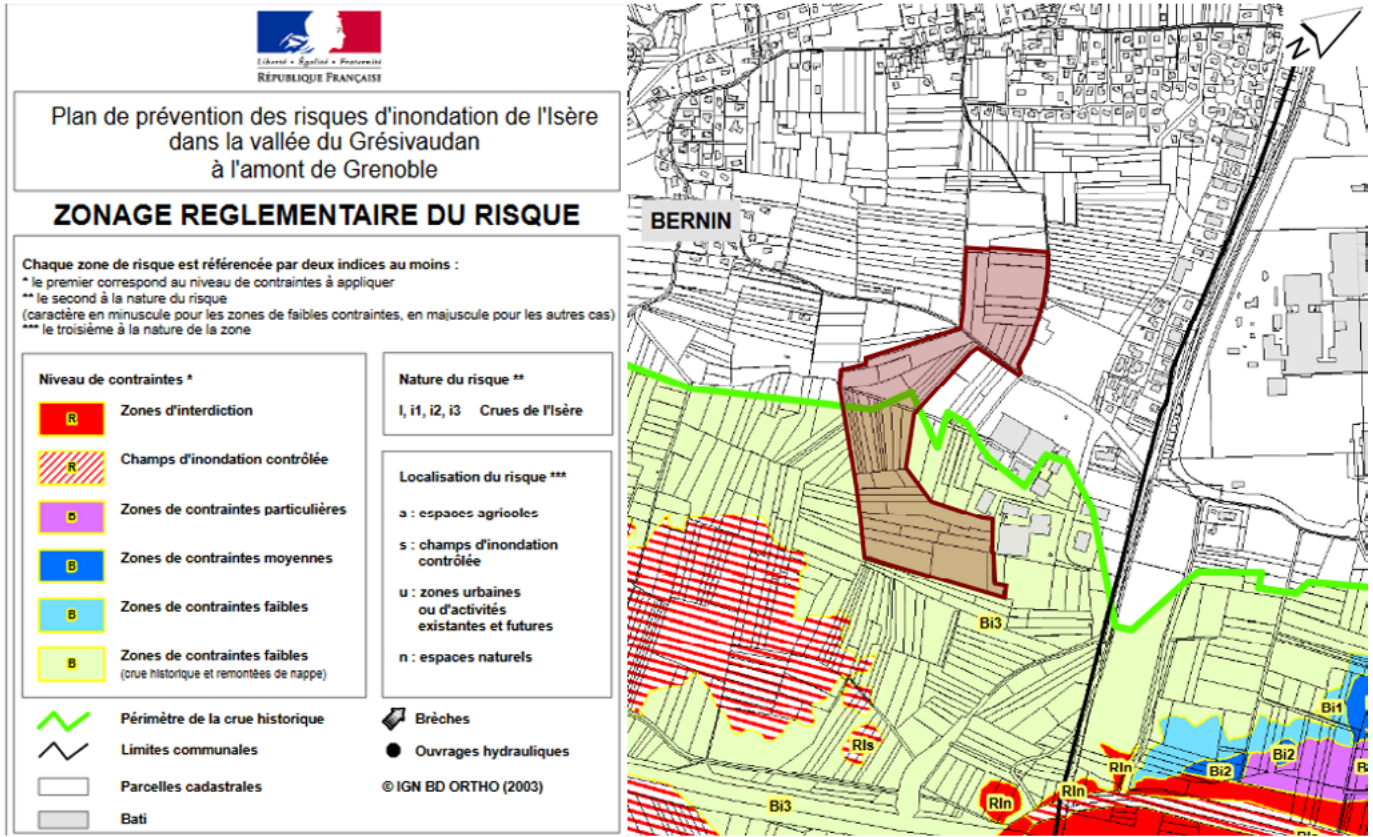 Liberté • Égalité • Fraternité
RÉPUBLIQUE FRANÇAISE
Plan de prévention des risques d'inondation de l'Isère
dans la vallée du Grésivaudan
à l'amont de Grenoble
ZONAGE REGLEMENTAIRE DU RISQUE
Chaque zone de risque est référencée par deux indices au moins :
* le premier correspond au niveau de contraintes à appliquer
** le second à la nature du risque
(caractère en minuscule pour les zones de faibles contraintes, en majuscule pour les autres cas)
*** le troisième à la nature de la zone
Niveau de contraintes *
R Zones d'interdiction
R Champs d'inondation contrôlée
B Zones de contraintes particulières
B Zones de contraintes moyennes
B Zones de contraintes faibles
B Zones de contraintes faibles
(crue historique et remontées de nappe)
Nature du risque **
I, i1, i2, i3 Crues de l'Isère
Localisation du risque ***
a : espaces agricoles
s : champs d'inondation
contrôlée
u : zones urbaines
ou d'activités
existantes et futures
n : espaces naturels
Périmètre de la crue historique
Limites communales
Parcelles cadastrales
Bati
Brèches
Ouvrages hydrauliques
© IGN BD ORTHO (2003)
N
BERNIN
Bi3
Bi1
RIs
Bi2
RIn
Bi2
RIn
RIn
Bi3